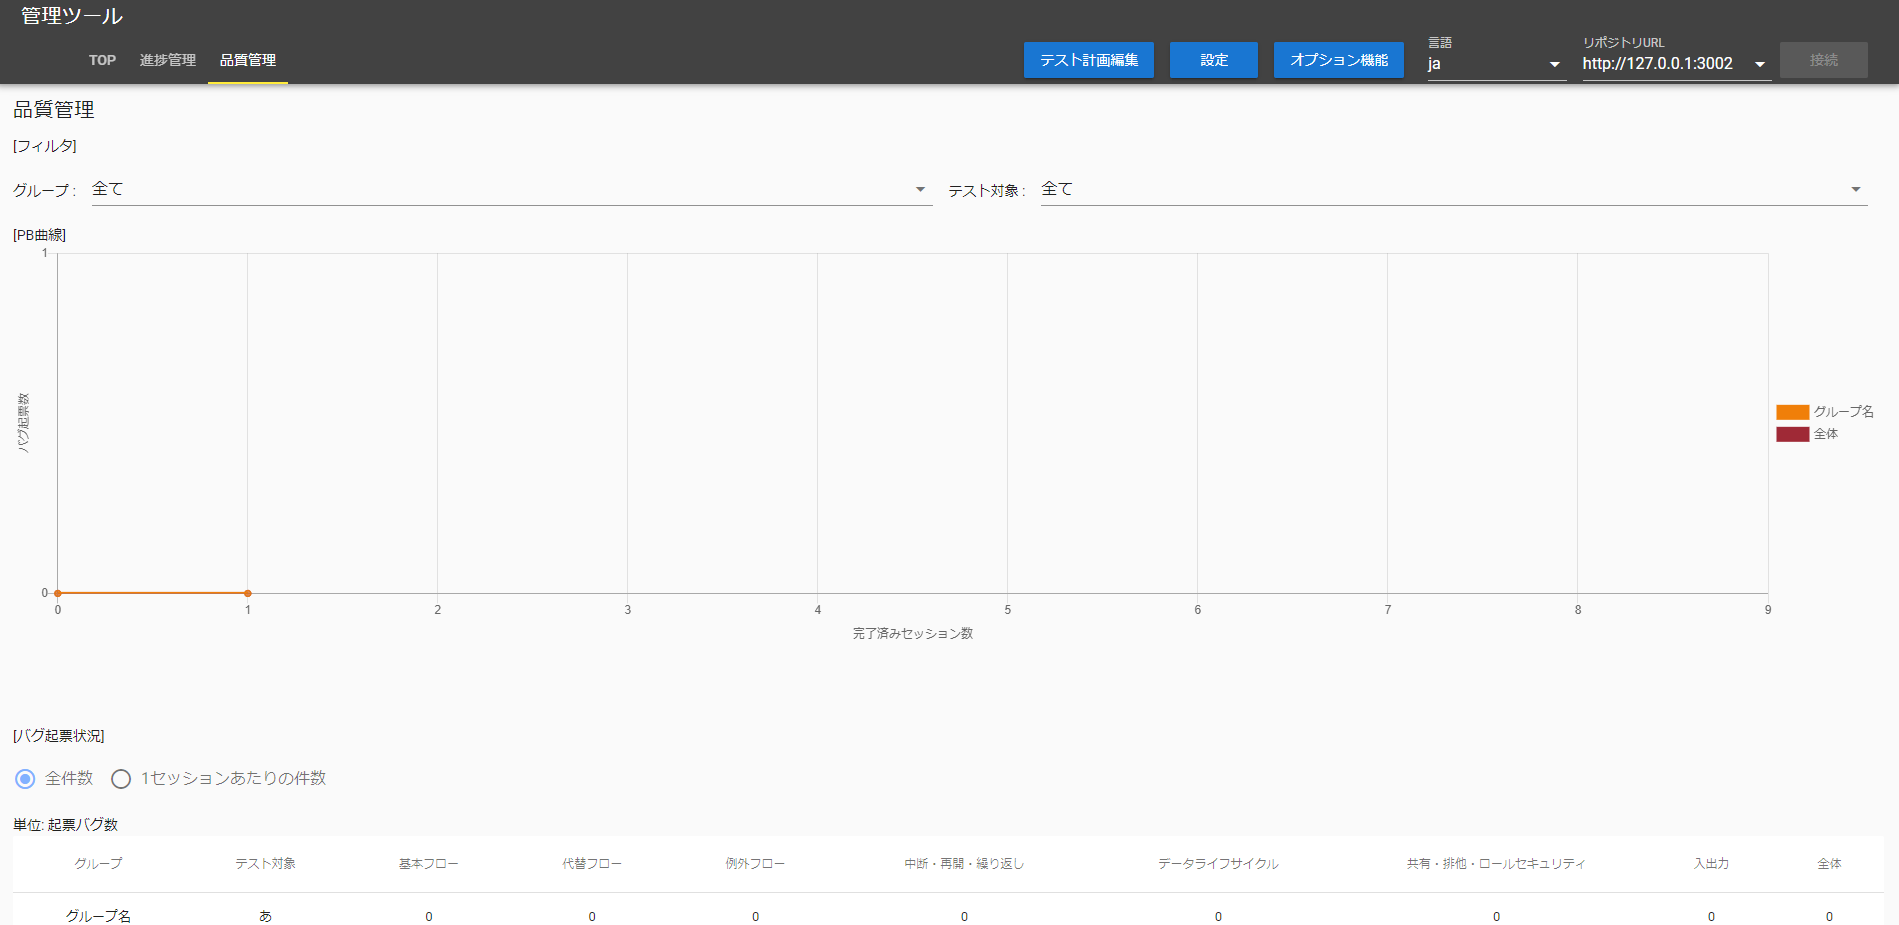 管理ツール
TOP 進捗管理 品質管理 テスト計画編集 設定 オプション機能 言語 ja リポジトリURL http://127.0.0.1:3002 接続
品質管理
[フィルタ]
グループ : 全て テスト対象 : 全て
[PB曲線]
1
バグ起票数
グループ名
全体
0
0 1 2 3 4 5 6 7 8 9
完了済みセッション数
[バグ起票状況]
全件数 1セッションあたりの件数
単位: 起票バグ数
グループ テスト対象 基本フロー 代替フロー 例外フロー 中断・再開・繰り返し データライフサイクル 共有・排他・ロールセキュリティ 入出力 全体
グループ名 あ 0 0 0 0 0 0 0 0